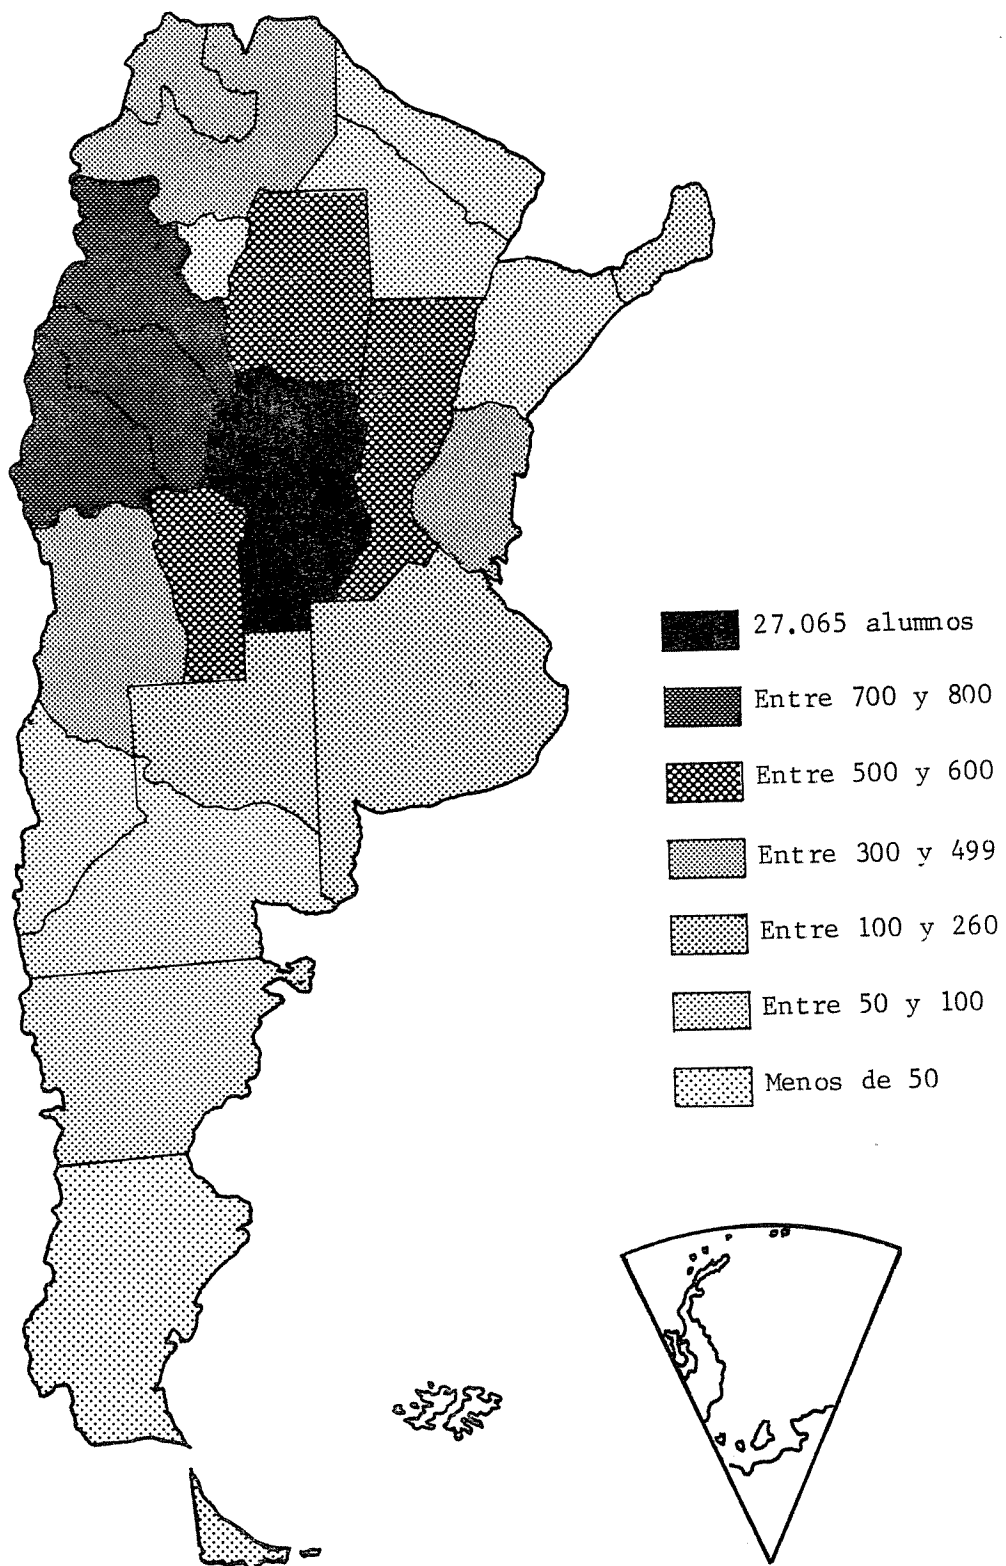 27.065 alumnos
Entre 700 y 800
Entre 500 y 600
Entre 300 y 499
Entre 100 y 260
Entre 50 y 100
Menos de 50